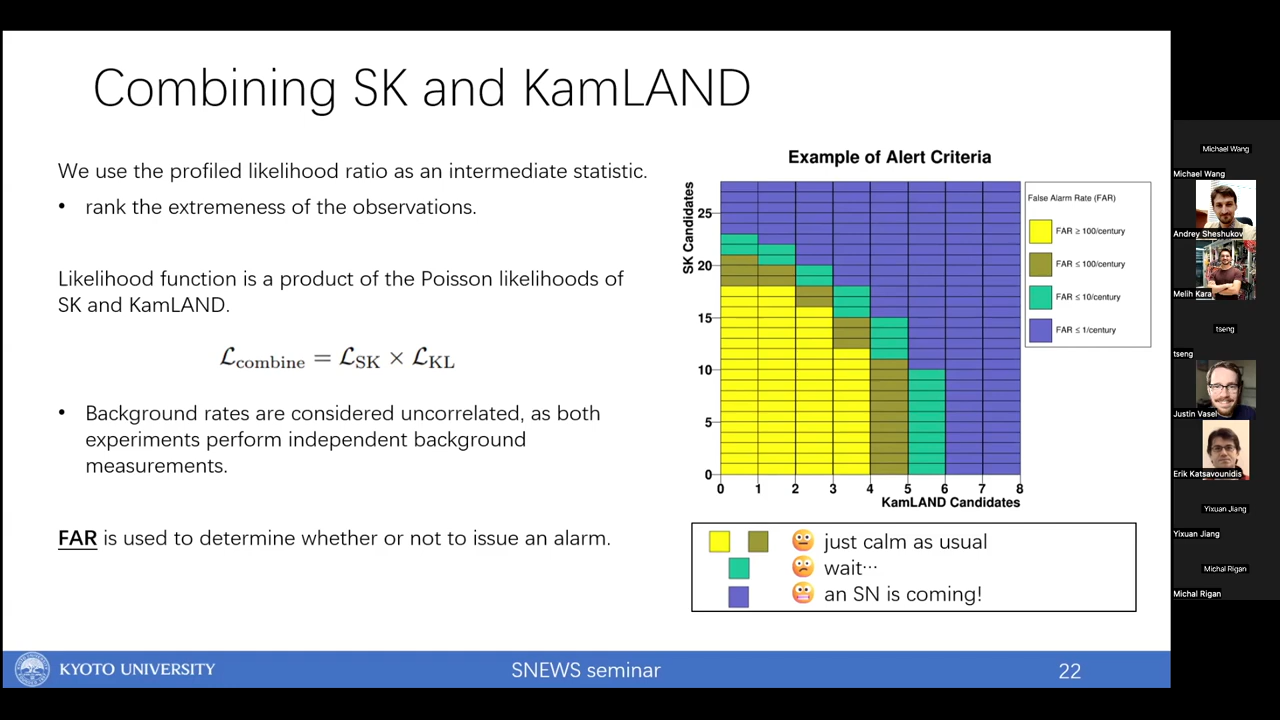 Combining SK and KamLAND
We use the profiled likelihood ratio as an intermediate statistic.
• rank the extremeness of the observations.
Likelihood function is a product of the Poisson likelihoods of
SK and KamLAND.
ℒcombine = ℒSK × ℒKL
• Background rates are considered uncorrelated, as both
experiments perform independent background
measurements.
FAR is used to determine whether or not to issue an alarm.
Example of Alert Criteria
SK Candidates
25
20
15
10
5
0
0 1 2 3 4 5 6 7 8
KamLAND Candidates
False Alarm Rate (FAR)
FAR ≥ 100/century
FAR ≤ 100/century
FAR ≤ 10/century
FAR ≤ 1/century
just calm as usual
wait⋯
an SN is coming!
KYOTO UNIVERSITY
SNEWS seminar
22
Michael Wang
Michael Wang
Andrey Sheshukov
Melih Kara
tseng
tseng
Justin Vasel
Erik Katsavounidis
Yixuan Jiang
Yixuan Jiang
Michal Rigan
Michal Rigan